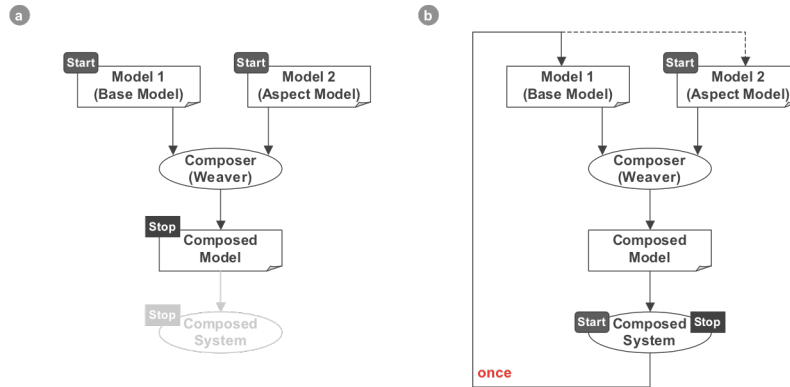 a
Start
Model 1
(Base Model)
Start
Model 2
(Aspect Model)
Composer
(Weaver)
Stop
Composed
Model
Stop
Composed
System
b
Model 1
(Base Model)
Start
Model 2
(Aspect Model)
Composer
(Weaver)
Composed
Model
Start
Composed
System
Stop
once